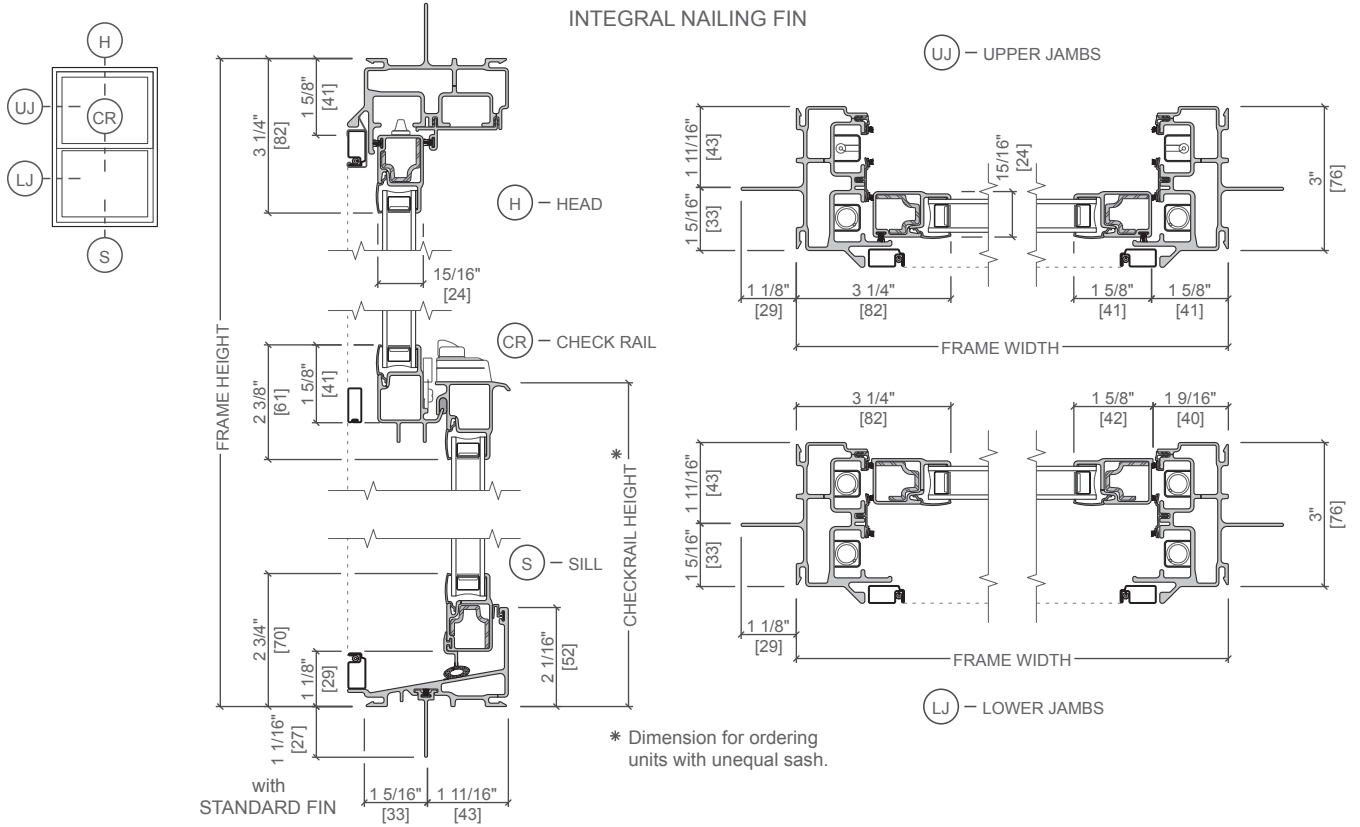 INTEGRAL NAILING FIN
H
UJ
CR
LJ
S
FRAME HEIGHT
3 1/4"
[82]
1 5/8"
[41]
H – HEAD
15/16"
[24]
CR – CHECK RAIL
2 3/8"
[61]
1 5/8"
[41]
* CHECKRAIL HEIGHT
S – SILL
2 3/4"
[70]
1 1/8"
[29]
2 1/16"
[52]
1 1/16"
[27]
with
STANDARD FIN
1 5/16"
[33]
1 11/16"
[43]
* Dimension for ordering
units with unequal sash.
UJ – UPPER JAMBS
1 11/16"
[43]
1 5/16"
[33]
15/16"
[24]
3"
[76]
1 1/8"
[29]
3 1/4"
[82]
1 5/8"
[41]
1 5/8"
[41]
FRAME WIDTH
3 1/4"
[82]
1 5/8"
[42]
1 9/16"
[40]
1 11/16"
[43]
1 5/16"
[33]
3"
[76]
1 1/8"
[29]
FRAME WIDTH
LJ – LOWER JAMBS